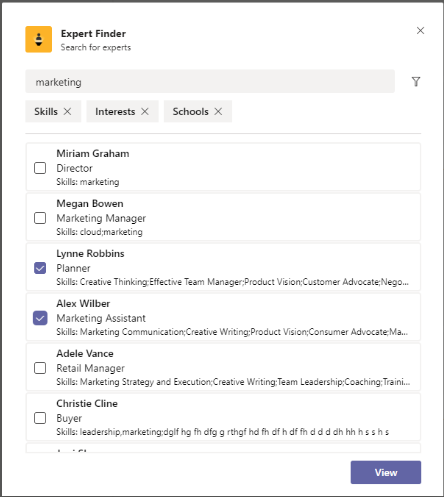 Expert Finder
Search for experts
marketing
Skills
Interests
Schools
Miriam Graham
Director
Skills: marketing
Megan Bowen
Marketing Manager
Skills: cloud;marketing
Lynne Robbins
Planner
Skills: Creative Thinking;Effective Team Manager;Product Vision;Customer Advocate;Nego...
Alex Wilber
Marketing Assistant
Skills: Marketing Communication;Creative Writing;Product Vision;Consumer Advocate;Ma...
Adele Vance
Retail Manager
Skills: Marketing Strategy and Execution;Creative Writing;Team Leadership;Coaching;Traini...
Christie Cline
Buyer
Skills: leadership,marketing;dglf hg fh dfg g rthgf hd fh df h df fh d d d dh hh h s s h s
View